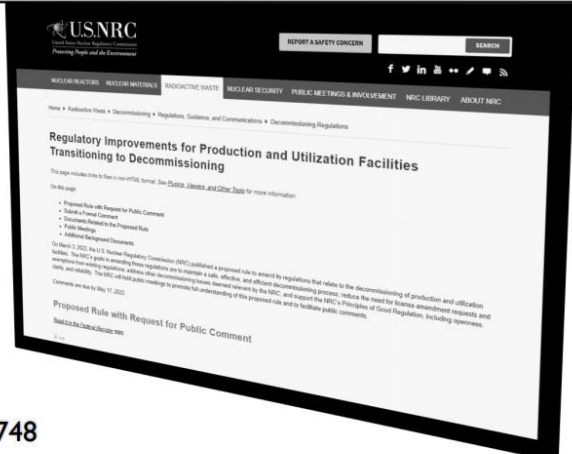 U.S.NRC
United States Nuclear Regulatory Commission
Protecting People and the Environment
REPORT A SAFETY CONCERN
SEARCH
NUCLEAR REACTORS NUCLEAR MATERIALS RADIOACTIVE WASTE NUCLEAR SECURITY PUBLIC MEETINGS & INVOLVEMENT NRC LIBRARY ABOUT NRC
Home ▸ Radioactive Waste ▸ Decommissioning ▸ Regulations, Guidance, and Communications ▸ Decommissioning Regulations
Regulatory Improvements for Production and Utilization Facilities
Transitioning to Decommissioning
This page includes links to files in non-HTML format. See Plugins, Viewers, and Other Tools for more information.
On this page:
• Proposed Rule with Request for Public Comment
• Submit a Formal Comment
• Documents Related to the Proposed Rule
• Public Meetings
• Additional Background Documents
On March 3, 2022, the U.S. Nuclear Regulatory Commission (NRC) published a proposed rule to amend its regulations that relate to the decommissioning of production and utilization
facilities. The NRC's goals in amending these regulations are to maintain a safe, effective, and efficient decommissioning process; reduce the need for license amendment requests and
exemptions from existing regulations; address other decommissioning issues deemed relevant by the NRC; and support the NRC's Principles of Good Regulation, including openness,
clarity, and reliability. The NRC will hold public meetings to promote full understanding of this proposed rule and to facilitate public comments.
Comments are due by May 17, 2022.
Proposed Rule with Request for Public Comment
Read it in the Federal Register
748